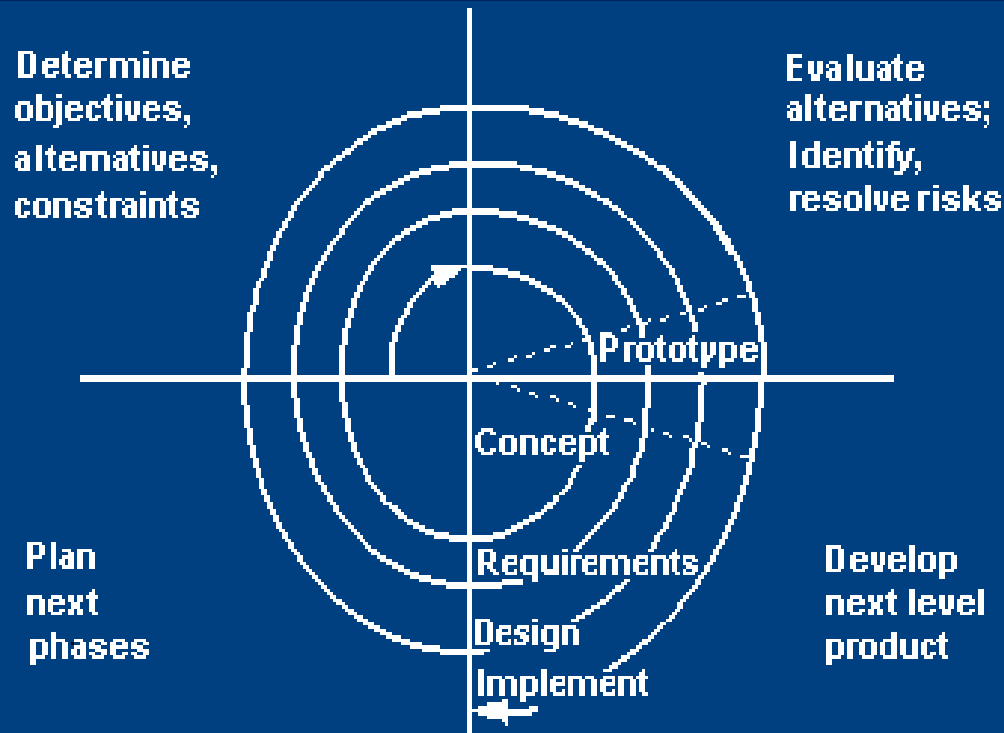 Determine
objectives,
alternatives,
constraints
Evaluate
alternatives;
Identify,
resolve risks
Prototype
Concept
Requirements
Design
Implement
Plan
next
phases
Develop
next level
product